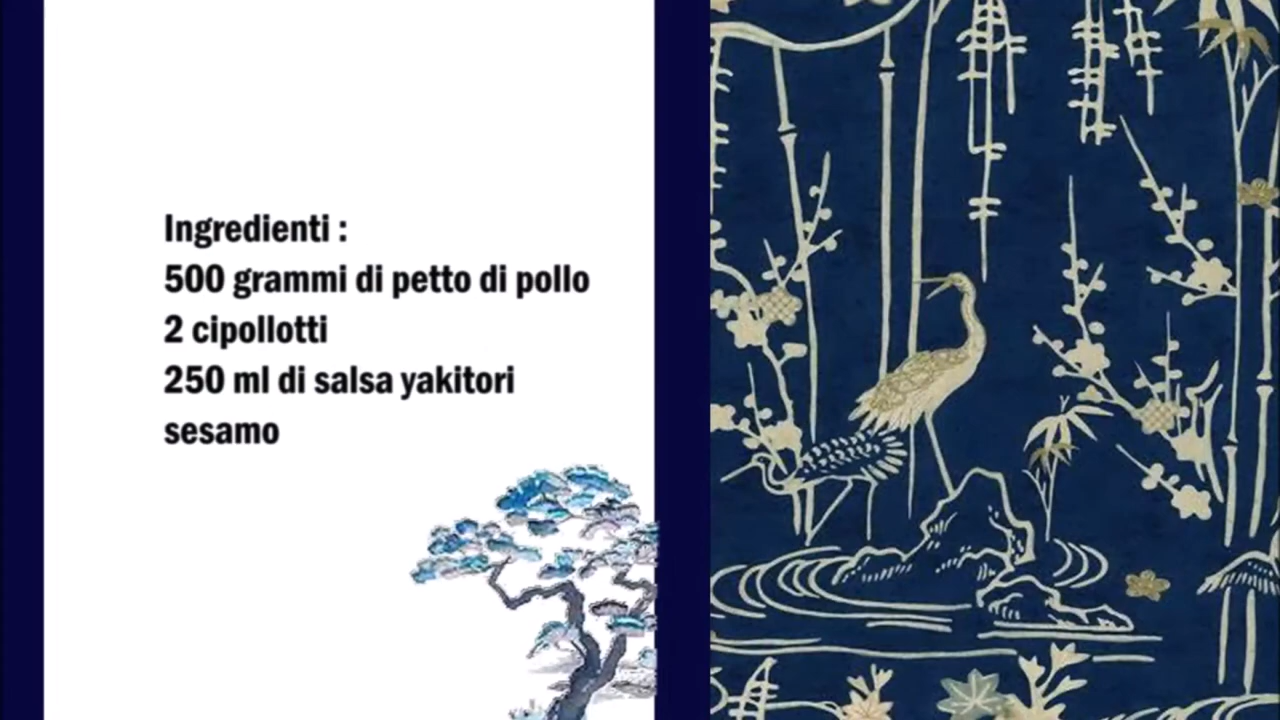 Ingredienti :
500 grammi di petto di pollo
2 cipollotti
250 ml di salsa yakitori
sesamo